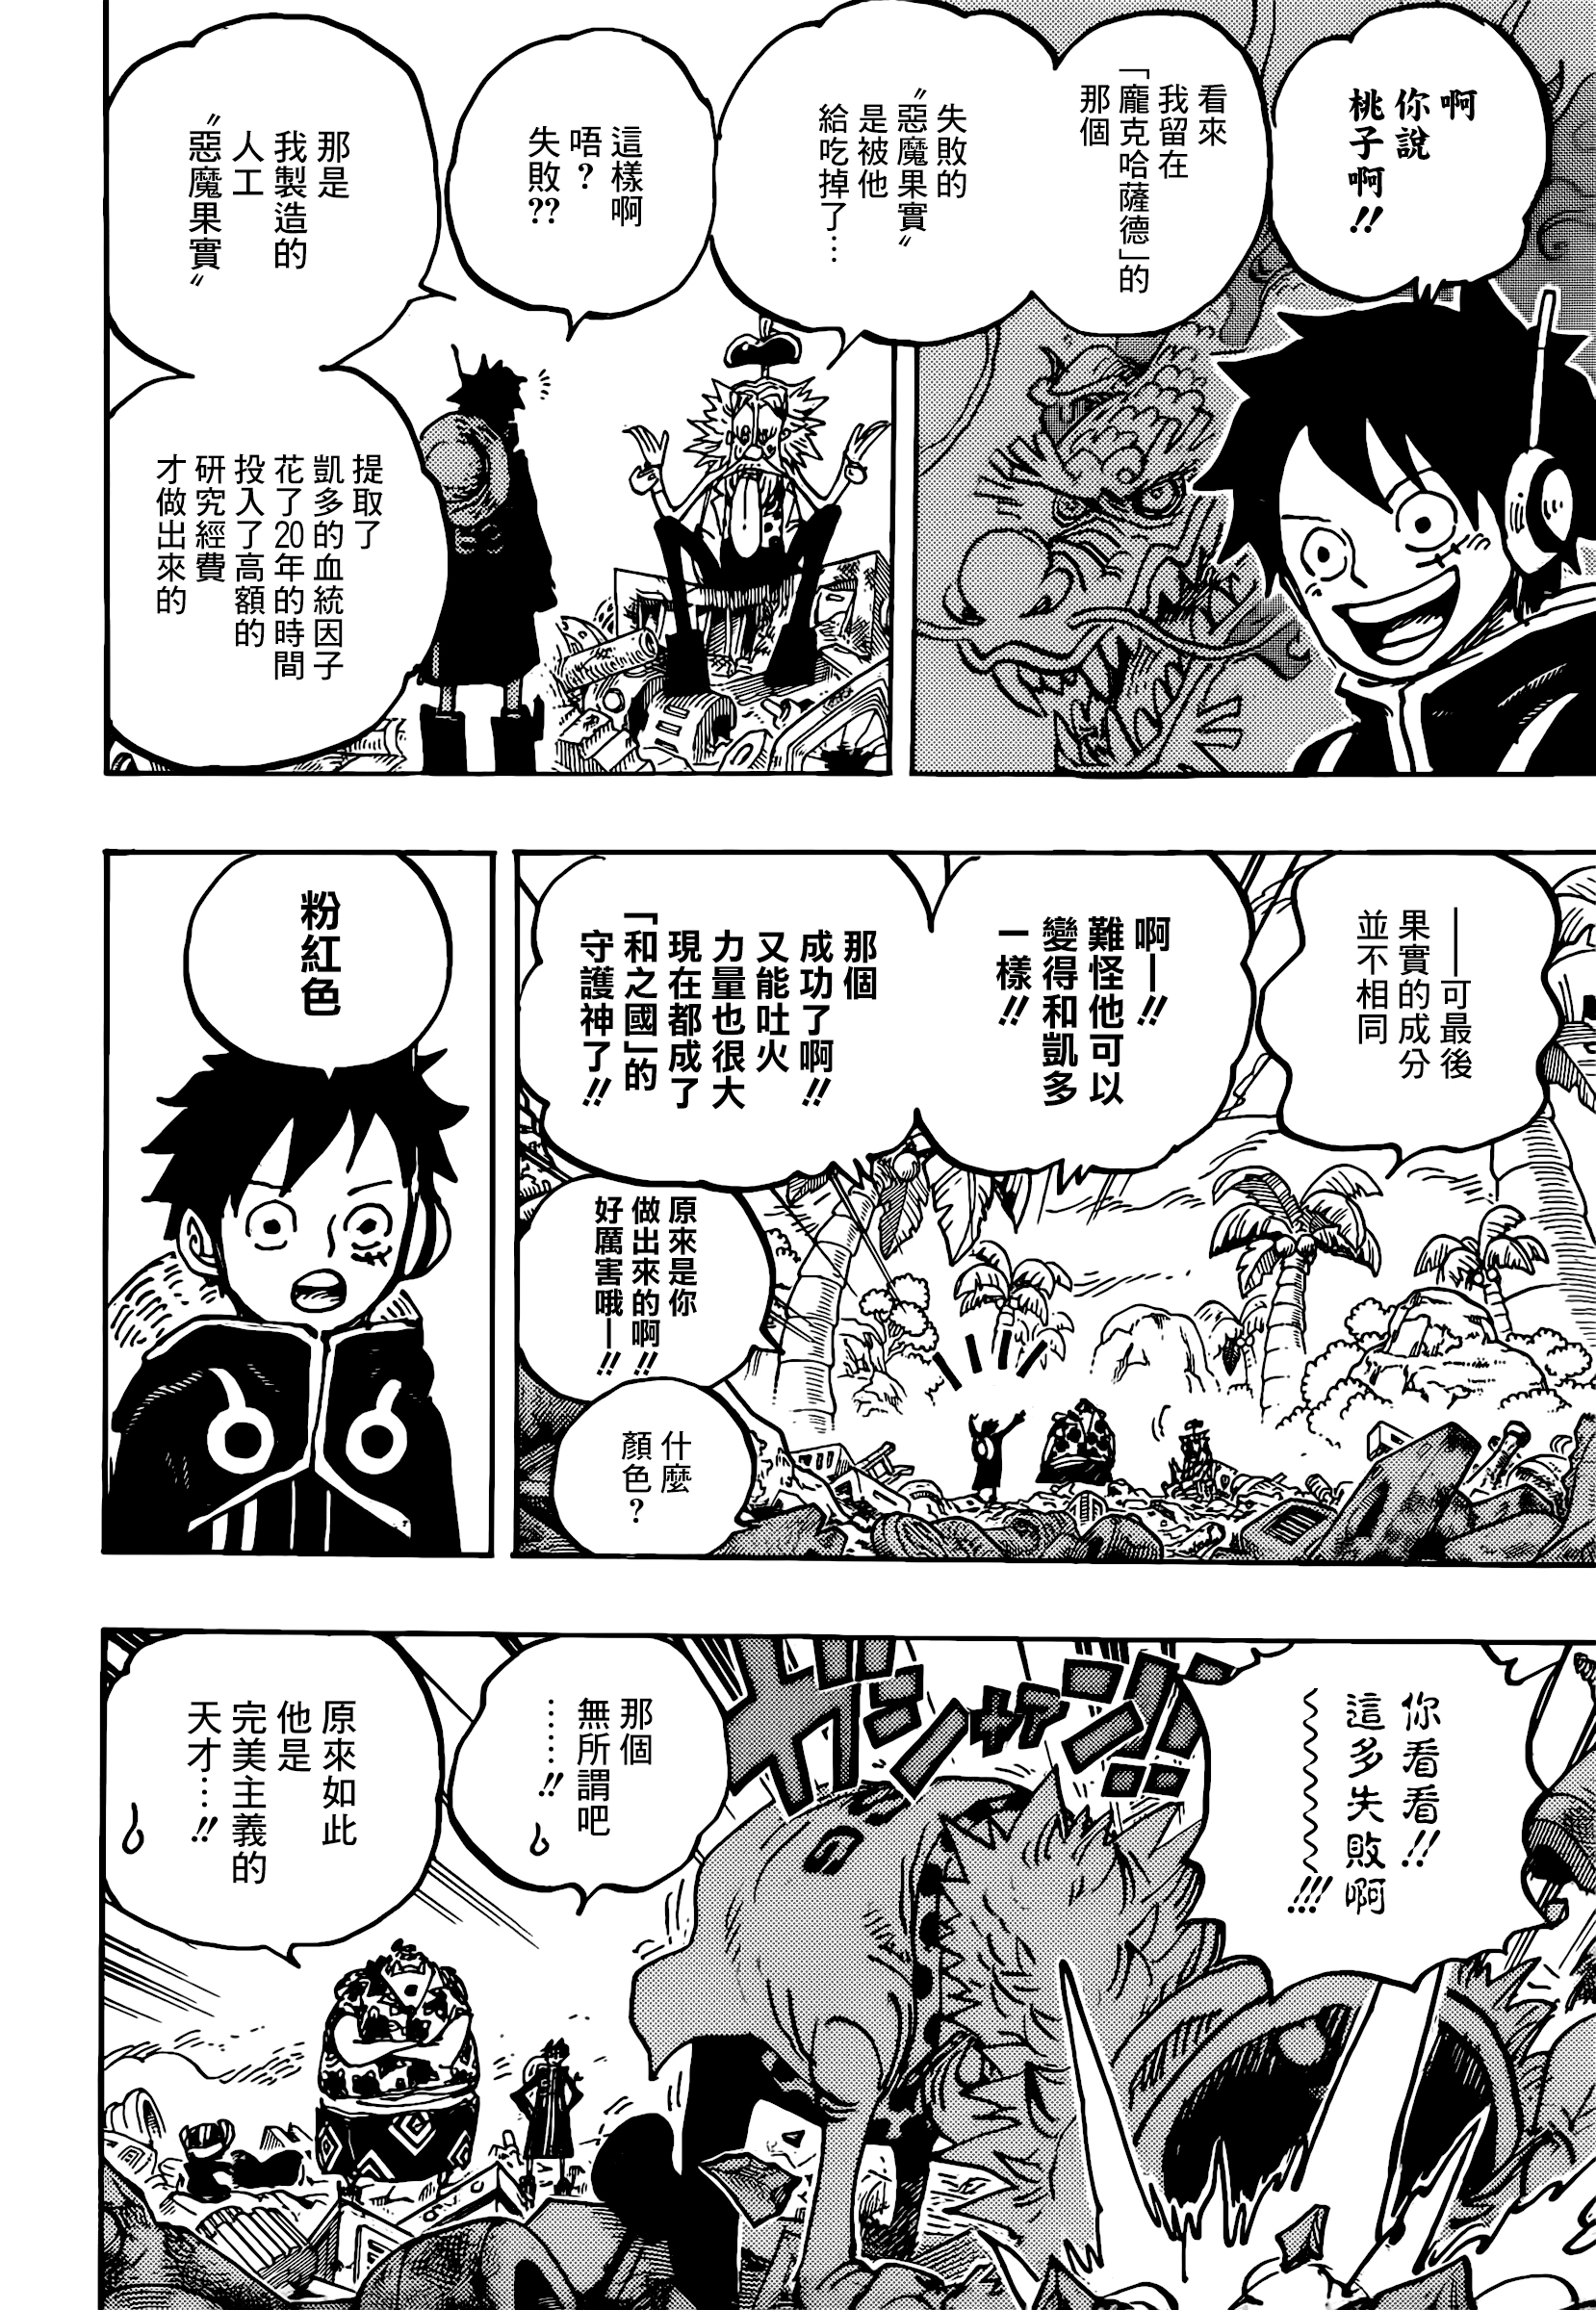 啊
你說
桃子啊!!
看來
我留在
「龐克哈薩德」的
那個
失敗的
〝惡魔果實〞
是被他
給吃掉了…
這樣啊
唔?
失敗??
那是
我製造的
人工
〝惡魔果實〞
提取了
凱多的血統因子
花了20年的時間
投入了高額的
研究經費
才做出來的
——可最後
果實的成分
並不相同
啊—!!
難怪他可以
變得和凱多
一樣!!
那個
成功了啊!!
又能吐火
力量也很大
現在都成了
「和之國」的
守護神了!!
原來是你
做出來的啊!!
好厲害哦—!!
什麼
顏色?
粉紅色
你看看!!
這多失敗啊
~~~~~!!!
ガシャァン!!
那個
無所謂吧
……!!
原來如此
他是
完美主義的
天才…!!